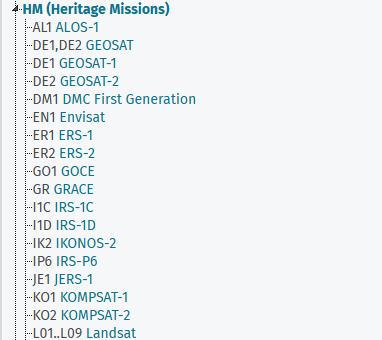 HM (Heritage Missions)
AL1 ALOS-1
DE1,DE2 GEOSAT
DE1 GEOSAT-1
DE2 GEOSAT-2
DM1 DMC First Generation
EN1 Envisat
ER1 ERS-1
ER2 ERS-2
GO1 GOCE
GR GRACE
I1C IRS-1C
I1D IRS-1D
IK2 IKONOS-2
IP6 IRS-P6
JE1 JERS-1
KO1 KOMPSAT-1
KO2 KOMPSAT-2
L01..L09 Landsat